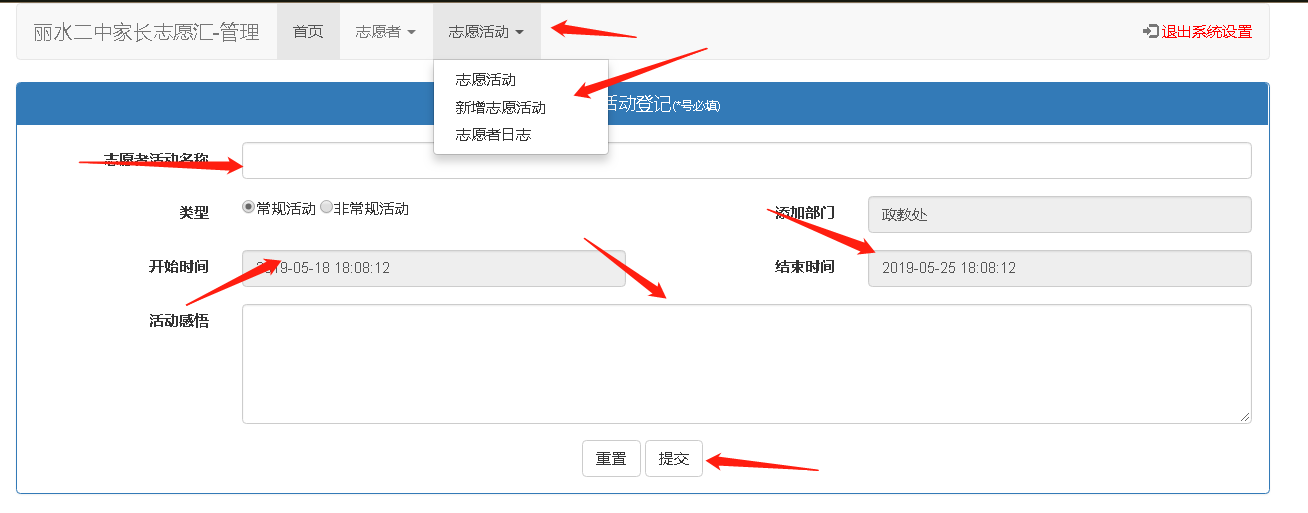 丽水二中家长志愿汇-管理 首页 志愿者 志愿活动 退出系统设置
志愿活动
新增志愿活动
志愿者日志
活动登记(*号必填)
志愿者活动名称
类型 常规活动 非常规活动 添加部门 政教处
开始时间 2019-05-18 18:08:12 结束时间 2019-05-25 18:08:12
活动感悟
重置 提交